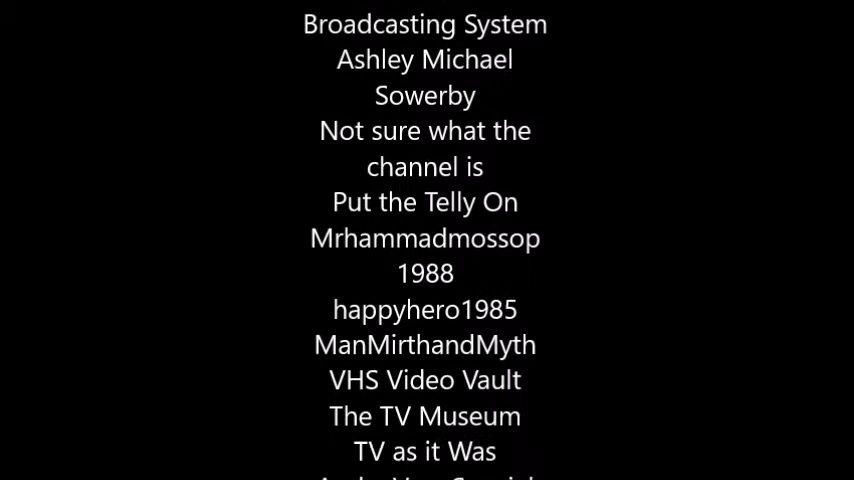 Broadcasting System
Ashley Michael
Sowerby
Not sure what the
channel is
Put the Telly On
Mrhammadmossop
1988
happyhero1985
ManMirthandMyth
VHS Video Vault
The TV Museum
TV as it Was